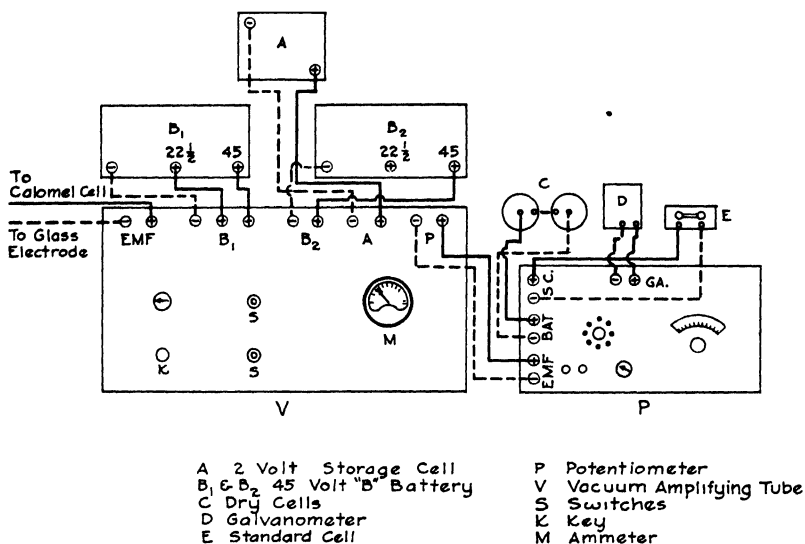 A
B₁
22½ 45
B₂
22½ 45
To
Calomel Cell
To Glass
Electrode
EMF B₁ B₂ A P
C
D
E
S.C. GA.
BAT
EMF
S
M
K S
V
P
A 2 Volt Storage Cell
B₁ & B₂ 45 Volt "B" Battery
C Dry Cells
D Galvanometer
E Standard Cell
P Potentiometer
V Vacuum Amplifying Tube
S Switches
K Key
M Ammeter